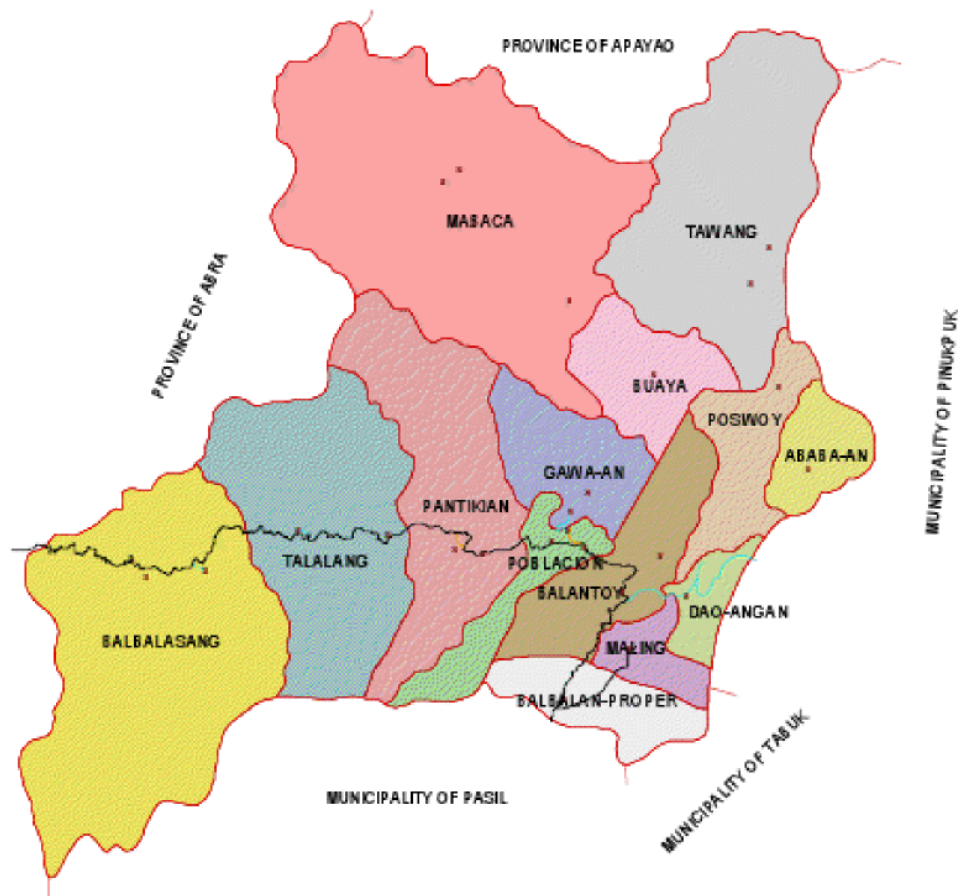 PROVINCE OF APAYAO
MASACA
TAWANG
PROVINCE OF ABRA
MUNICIPALITY OF PINUKPUK
BUAYA
POSWOY
ABABA-AN
GAWA-AN
PANTIKIAN
TALALANG
POBLACION
BALANTOY
DAO-ANGAN
BALBALASANG
MALING
BALBALAN-PROPER
MUNICIPALITY OF TABUK
MUNICIPALITY OF PASIL